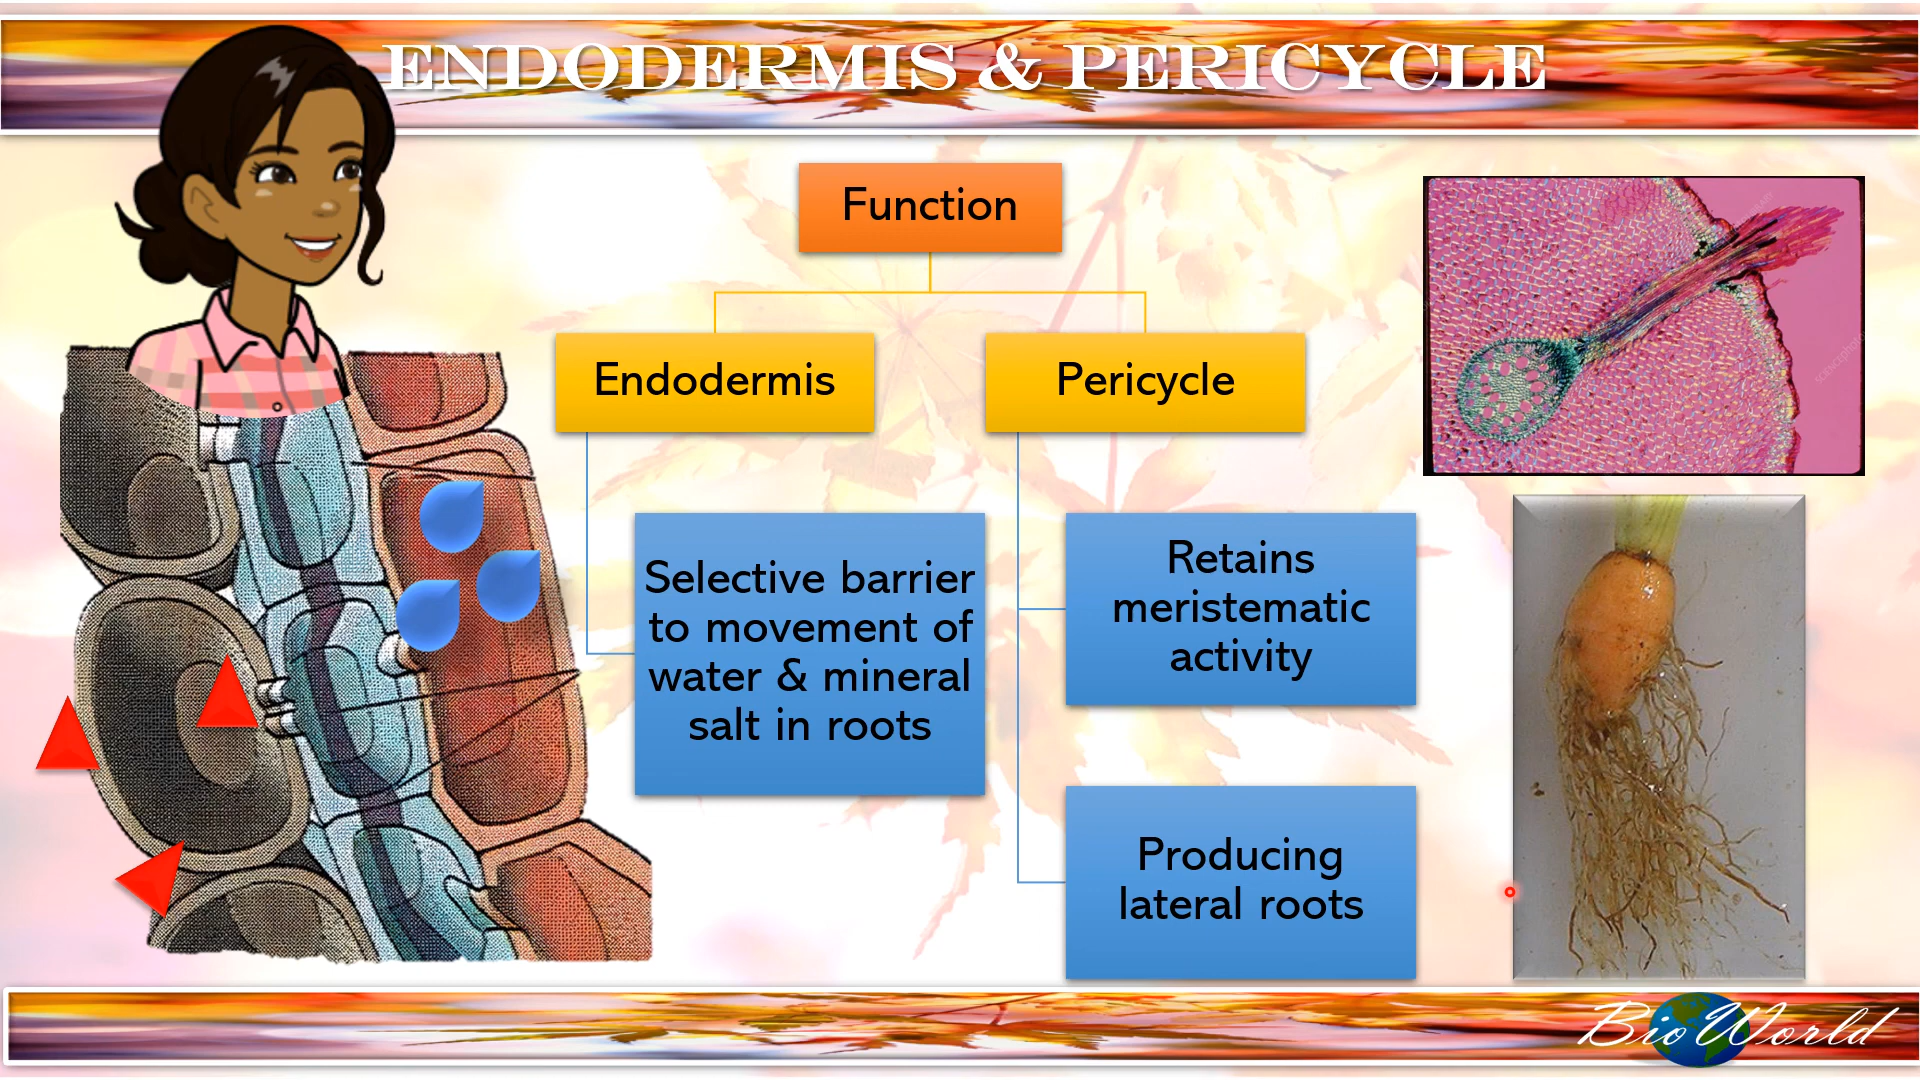 ENDODERMIS & PERICYCLE
Function
Endodermis
Pericycle
Selective barrier
to movement of
water & mineral
salt in roots
Retains
meristematic
activity
Producing
lateral roots
BioWorld